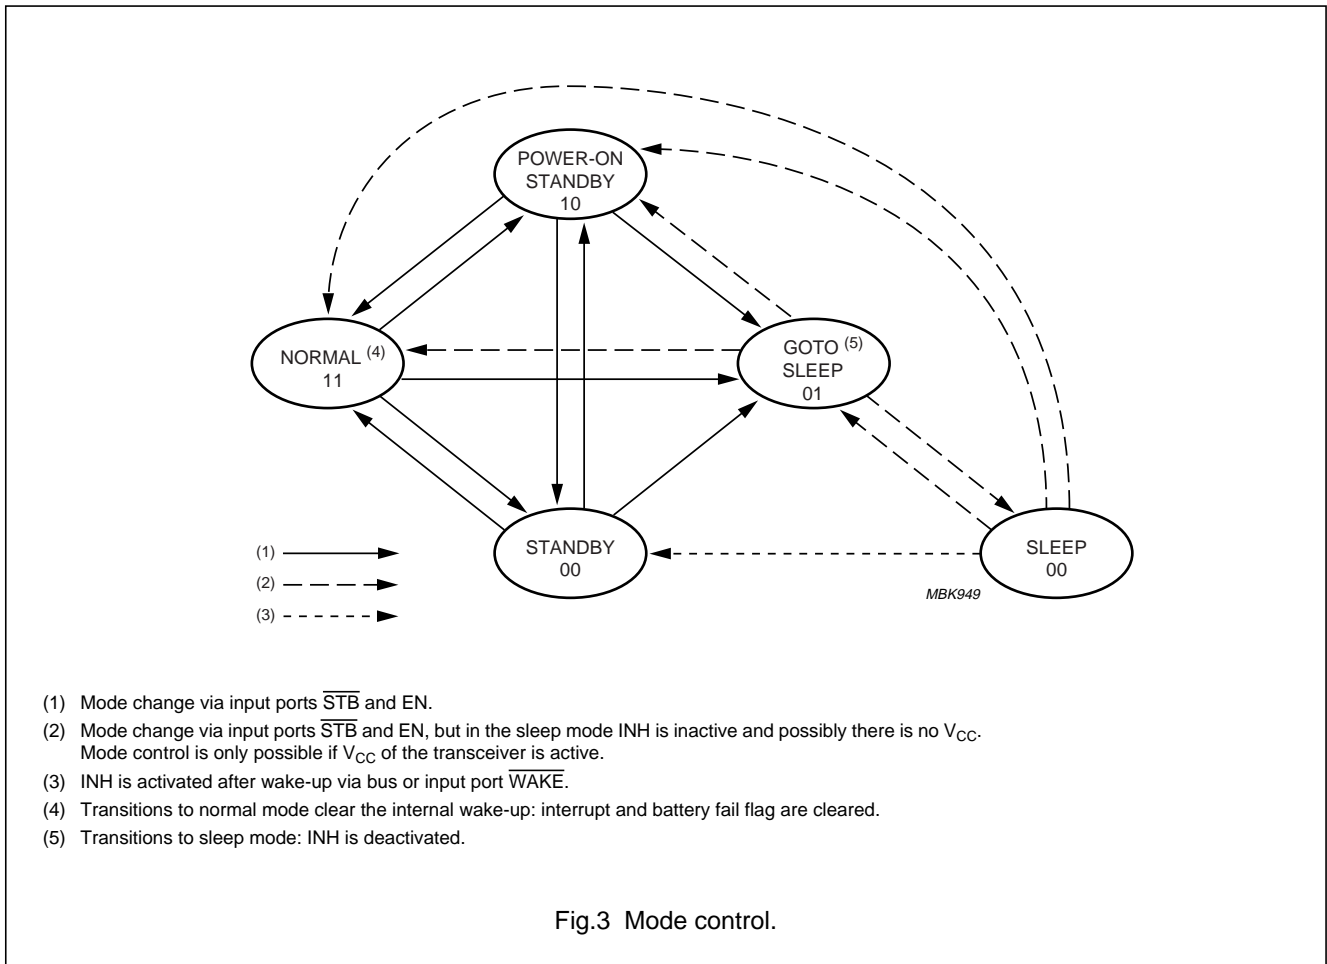 POWER-ON
STANDBY
10
NORMAL (4)
11
GOTO (5)
SLEEP
01
STANDBY
00
SLEEP
00
MBK949
(1)
(2)
(3)
(1) Mode change via input ports S̅T̅B̅ and EN.
(2) Mode change via input ports S̅T̅B̅ and EN, but in the sleep mode INH is inactive and possibly there is no VCC.
Mode control is only possible if VCC of the transceiver is active.
(3) INH is activated after wake-up via bus or input port W̅A̅K̅E̅.
(4) Transitions to normal mode clear the internal wake-up: interrupt and battery fail flag are cleared.
(5) Transitions to sleep mode: INH is deactivated.
Fig.3 Mode control.